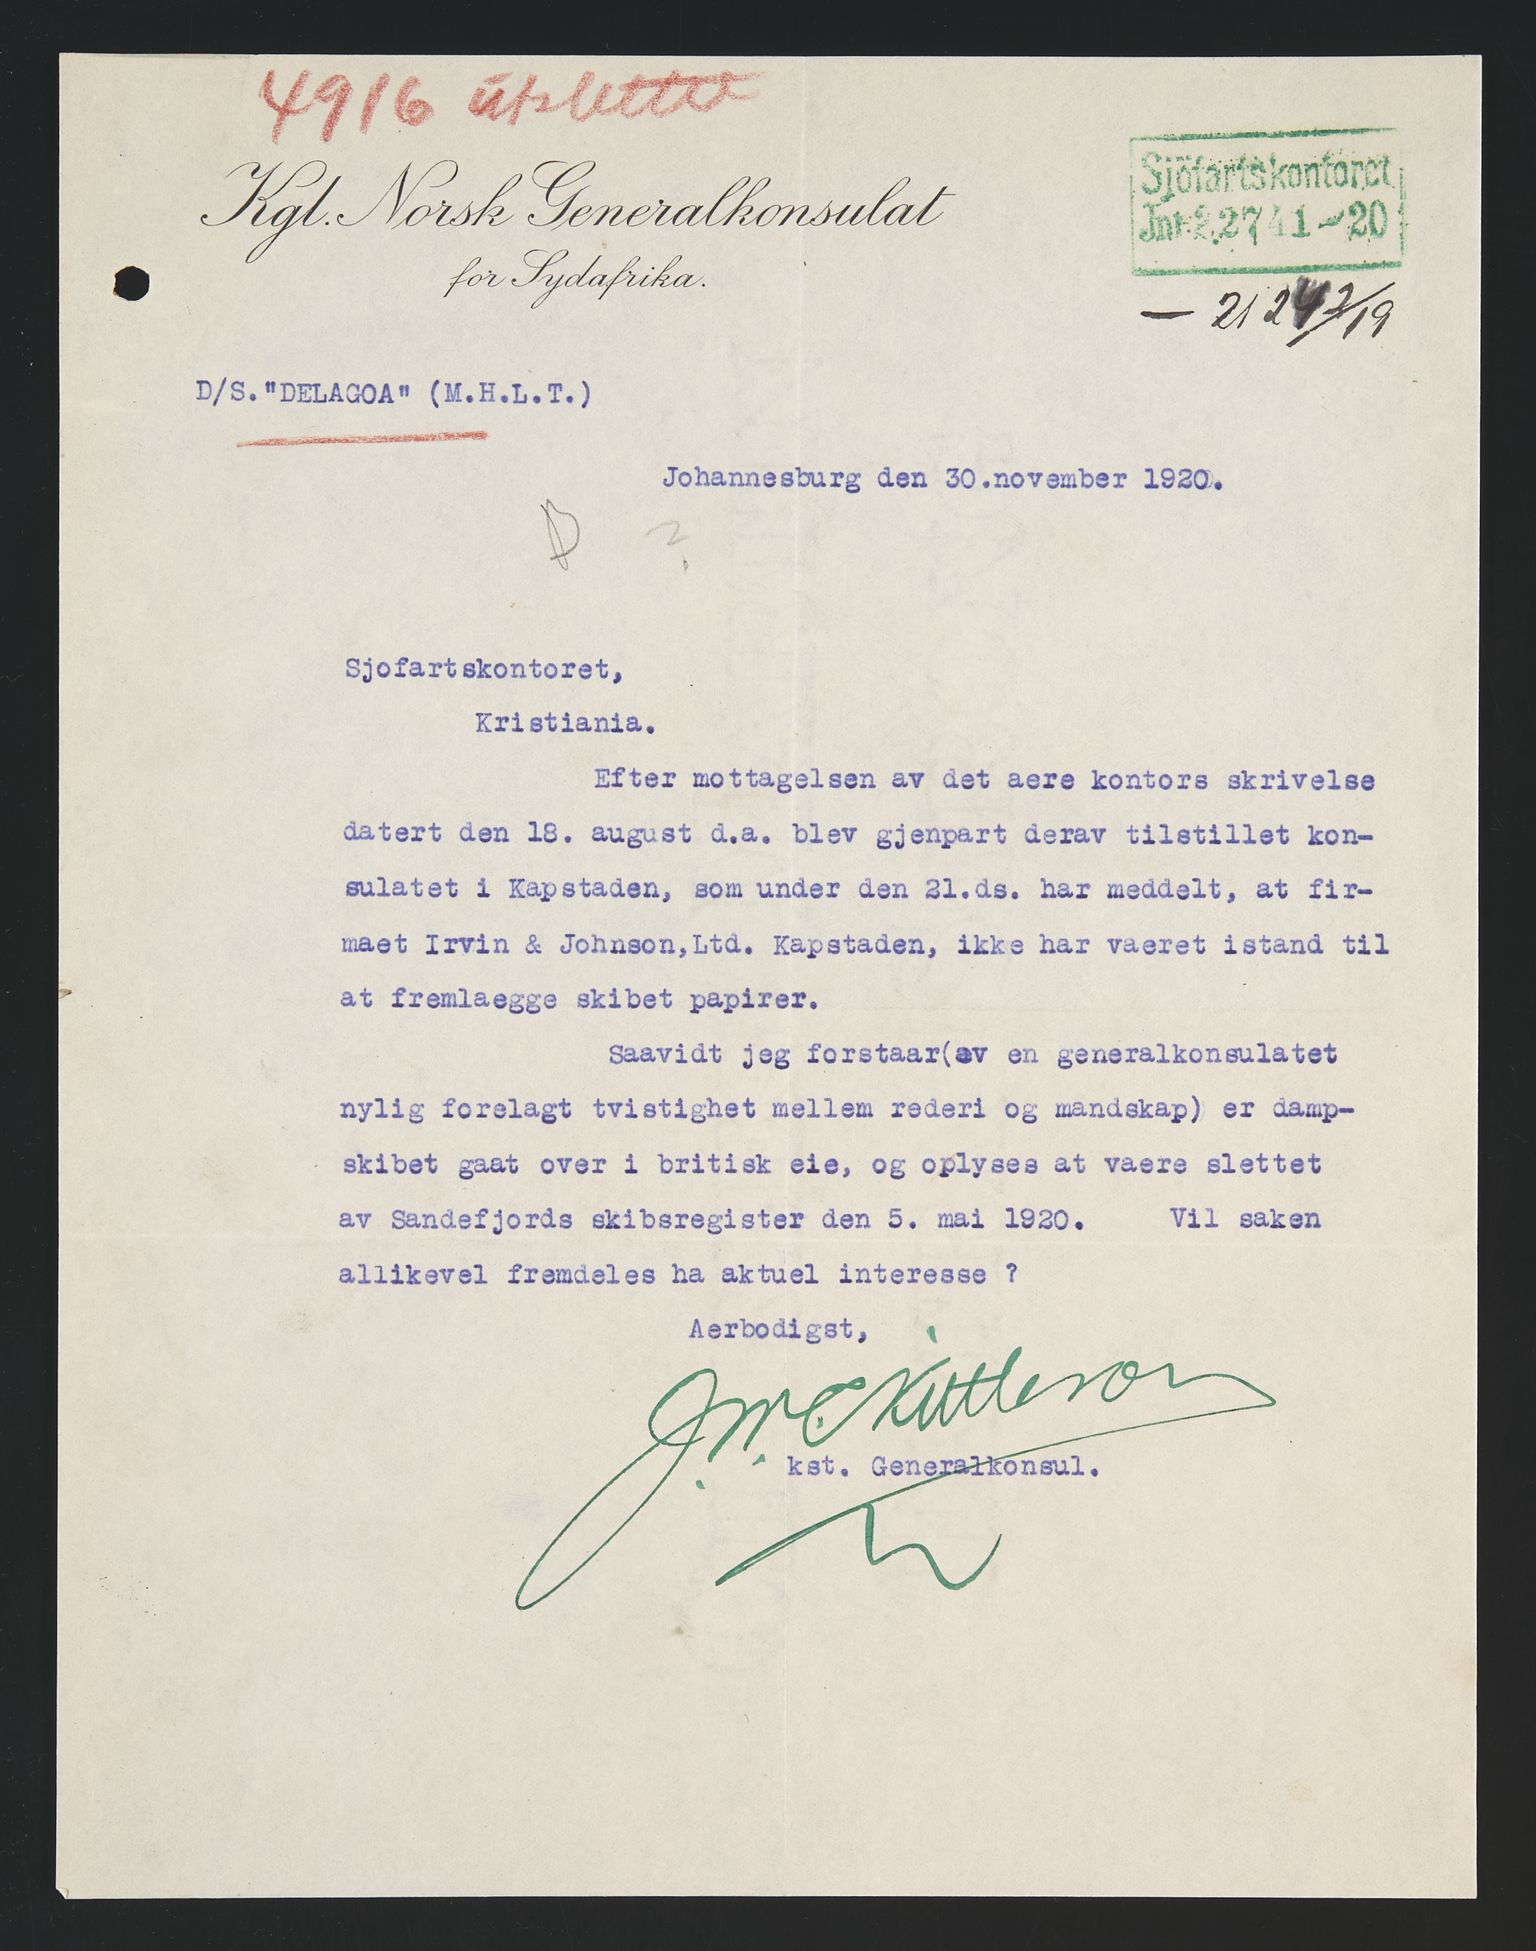 4916 utslettet
Kgl. Norsk Generalkonsulat
for Sydafrika.
Sjöfartskontoret
Jnr 22741-20
— 21242/19
D/S."DELAGOA" (M.H.L.T.)
Johannesburg den 30.november 1920.
D ?
Sjofartskontoret,
Kristiania.
Efter mottagelsen av det aere kontors skrivelse
datert den 18. august d.a. blev gjenpart derav tilstillet kon-
sulatet i Kapstaden, som under den 21.ds. har meddelt, at fir-
maet Irvin & Johnson,Ltd. Kapstaden, ikke har vaeret istand til
at fremlaegge skibet papirer.
Saavidt jeg forstaar(av en generalkonsulatet
nylig forelagt tvistighet mellem rederi og mandskap) er damp-
skibet gaat over i britisk eie, og oplyses at vaere slettet
av Sandefjords skibsregister den 5. mai 1920. Vil saken
allikevel fremdeles ha aktuel interesse ?
Aerbodigst,
kst. Generalkonsul.